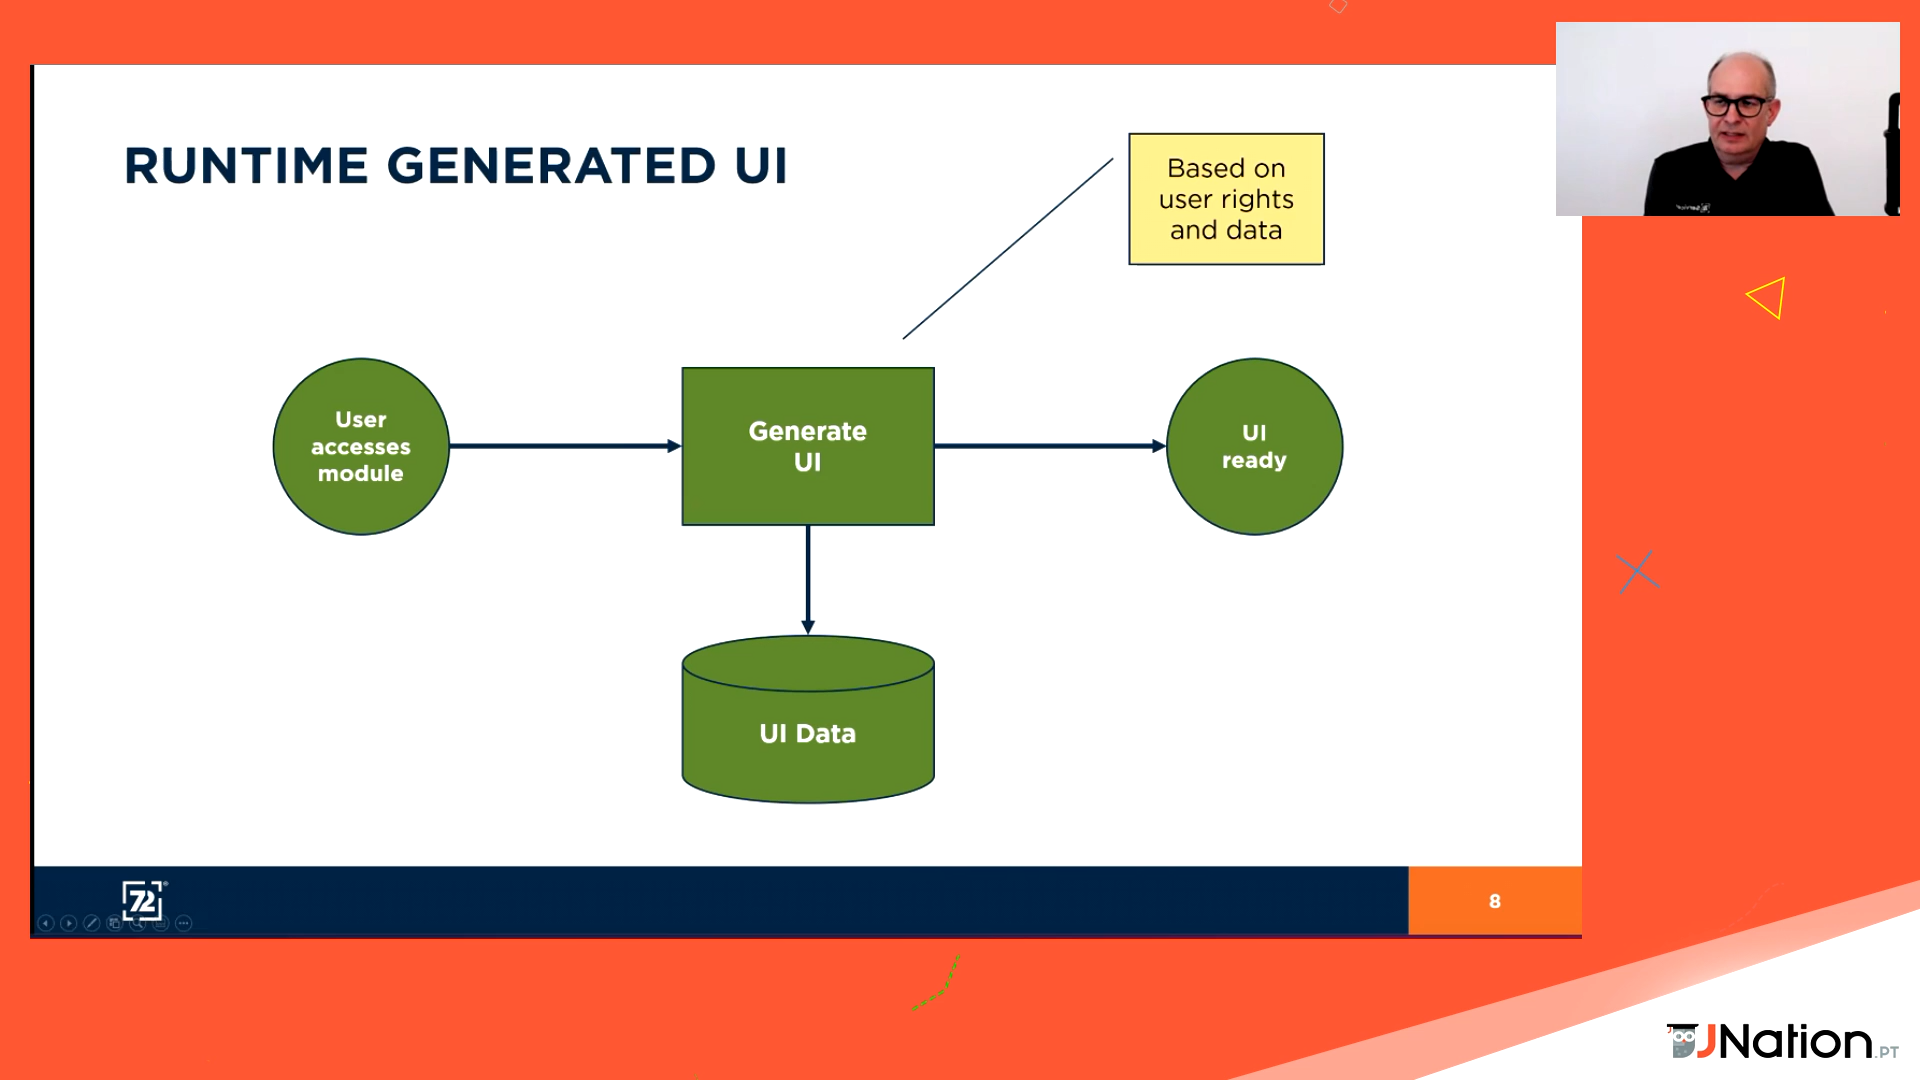 RUNTIME GENERATED UI
Based on
user rights
and data
User
accesses
module
Generate
UI
UI
ready
UI Data
72
8
JNation.PT